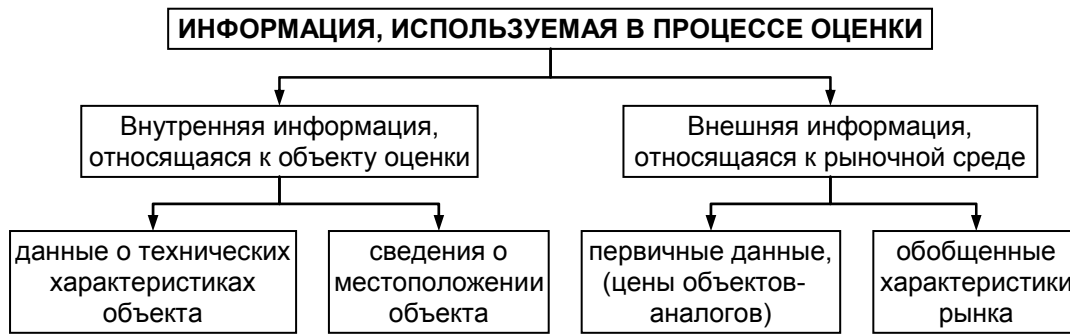 ИНФОРМАЦИЯ, ИСПОЛЬЗУЕМАЯ В ПРОЦЕССЕ ОЦЕНКИ
Внутренняя информация,
относящаяся к объекту оценки
Внешняя информация,
относящаяся к рыночной среде
данные о технических
характеристиках
объекта
сведения о
местоположении
объекта
первичные данные,
(цены объектов-
аналогов)
обобщенные
характеристики
рынка